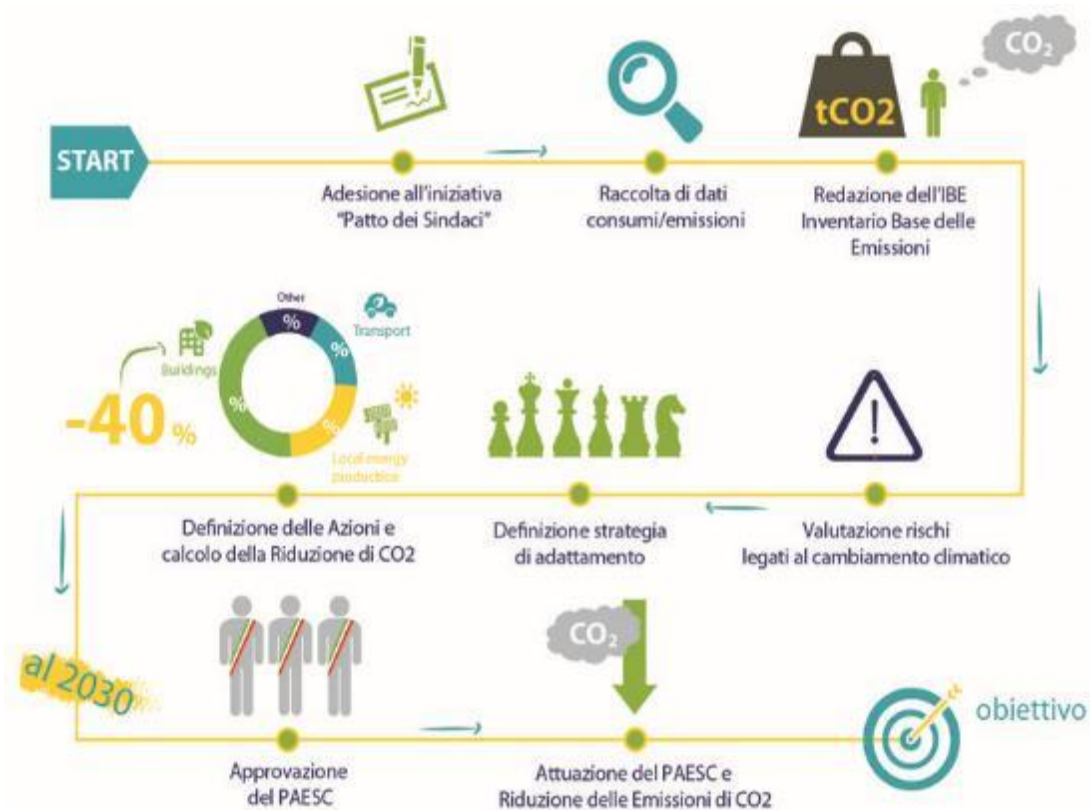 CO2
tCO2
START
Adesione all'iniziativa
"Patto dei Sindaci"
Raccolta di dati
consumi/emissioni
Redazione dell'IBE
Inventario Base delle
Emissioni
Other
%
Transport
%
Buildings
%
-40 %
%
Local energy
production
Definizione delle Azioni e
calcolo della Riduzione di CO2
Definizione strategia
di adattamento
Valutazione rischi
legati al cambiamento climatico
CO2
al 2030
obiettivo
Approvazione
del PAESC
Attuazione del PAESC e
Riduzione delle Emissioni di CO2